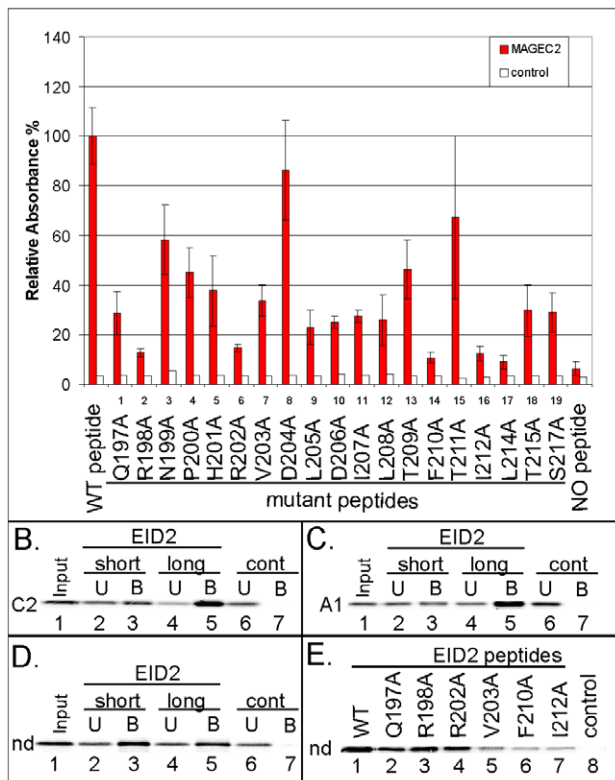 MAGEC2
control
Relative Absorbance %
140
120
100
80
60
40
20
0
1 2 3 4 5 6 7 8 9 10 11 12 13 14 15 16 17 18 19
WT peptide Q197A R198A N199A P200A H201A R202A V203A D204A L205A D206A I207A L208A T209A F210A T211A I212A L214A T215A S217A NO peptide
mutant peptides
B.
EID2
Input short long cont
U B U B U B
C2
1 2 3 4 5 6 7
C.
EID2
Input short long cont
U B U B U B
A1
1 2 3 4 5 6 7
D.
EID2
Input short long cont
U B U B U B
nd
1 2 3 4 5 6 7
E.
EID2 peptides
WT Q197A R198A R202A V203A F210A I212A control
nd
1 2 3 4 5 6 7 8